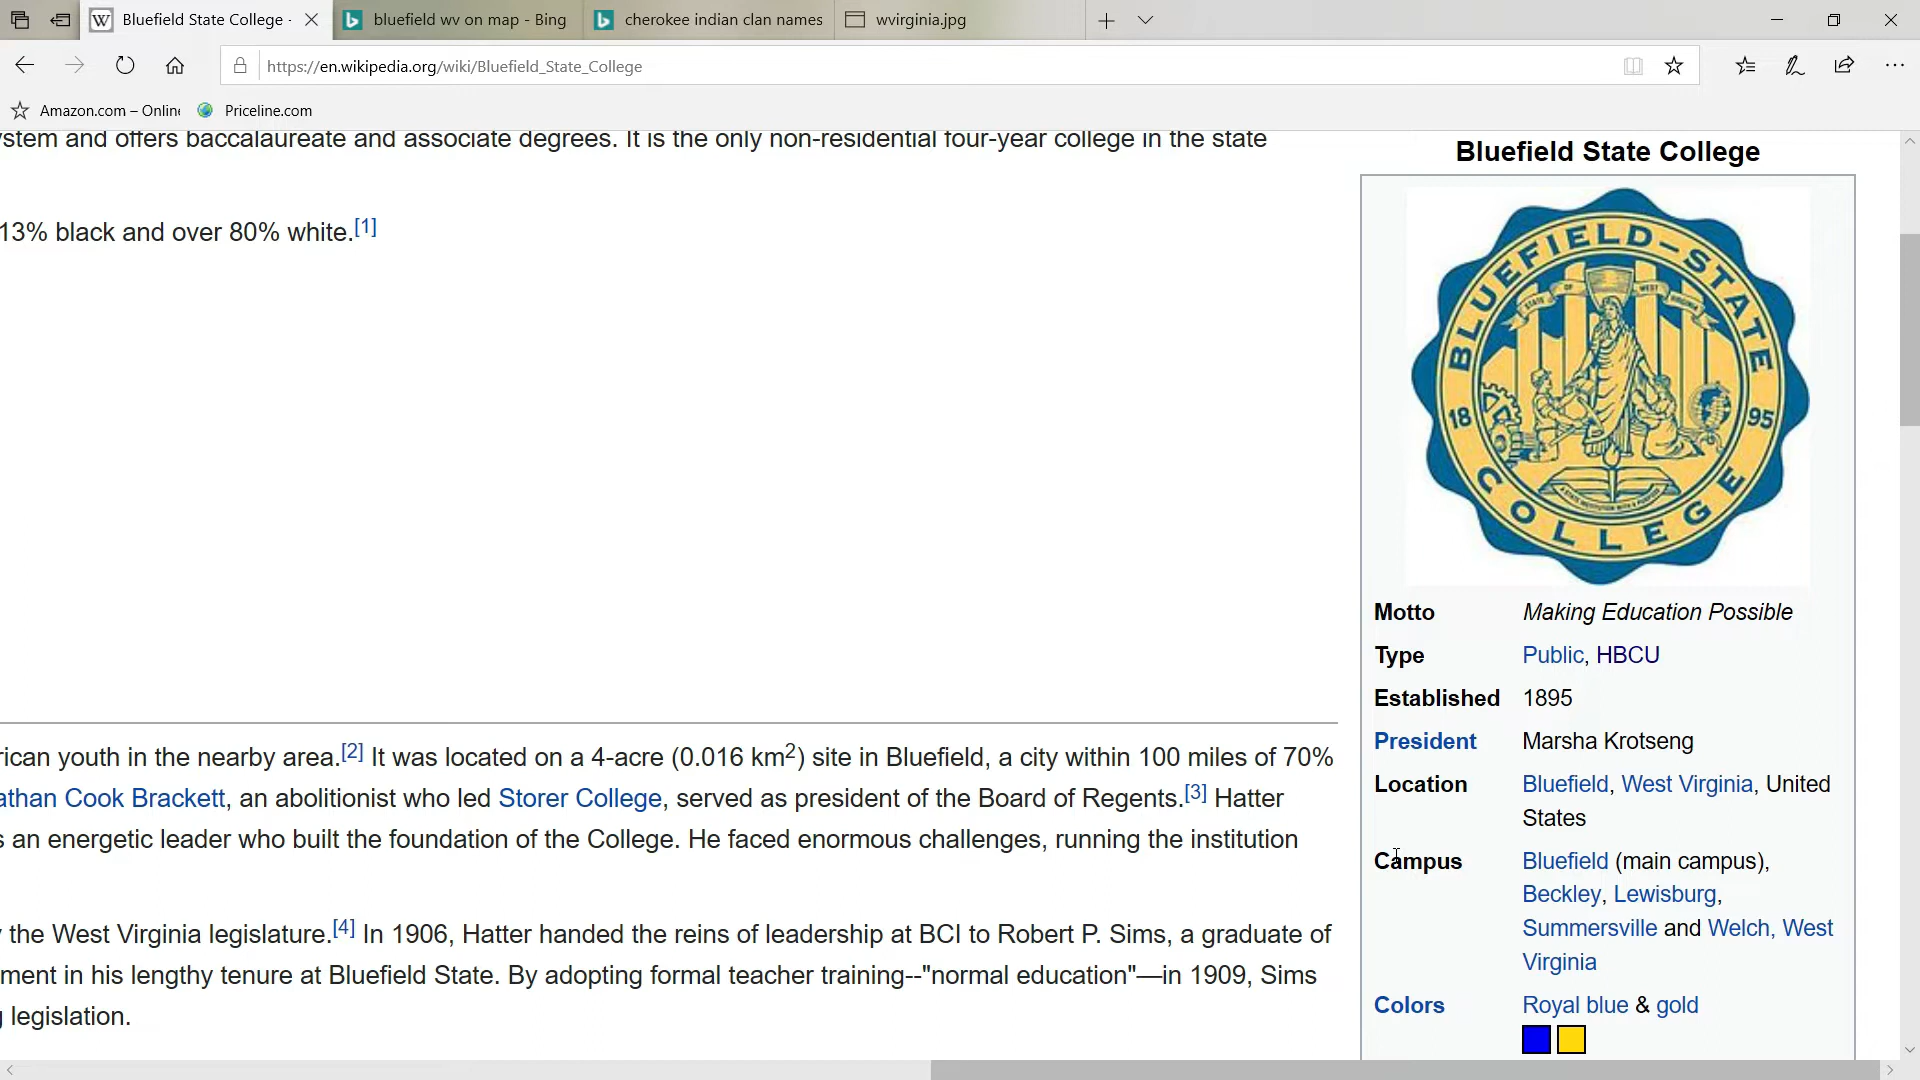 Bluefield State College -
bluefield wv on map - Bing
cherokee indian clan names
wvirginia.jpg
https://en.wikipedia.org/wiki/Bluefield_State_College
Amazon.com – Online
Priceline.com
ystem and offers baccalaureate and associate degrees. It is the only non-residential four-year college in the state
13% black and over 80% white.[1]
rican youth in the nearby area.[2] It was located on a 4-acre (0.016 km2) site in Bluefield, a city within 100 miles of 70%
athan Cook Brackett, an abolitionist who led Storer College, served as president of the Board of Regents.[3] Hatter
s an energetic leader who built the foundation of the College. He faced enormous challenges, running the institution
y the West Virginia legislature.[4] In 1906, Hatter handed the reins of leadership at BCI to Robert P. Sims, a graduate of
ment in his lengthy tenure at Bluefield State. By adopting formal teacher training--"normal education"—in 1909, Sims
g legislation.
Bluefield State College
BLUEFIELD-STATE
STATE OF WEST VIRGINIA
18 95
A STATE INSTITUTION WITH A PURPOSE
COLLEGE
Motto Making Education Possible
Type Public, HBCU
Established 1895
President Marsha Krotseng
Location Bluefield, West Virginia, United
States
Campus Bluefield (main campus),
Beckley, Lewisburg,
Summersville and Welch, West
Virginia
Colors Royal blue & gold